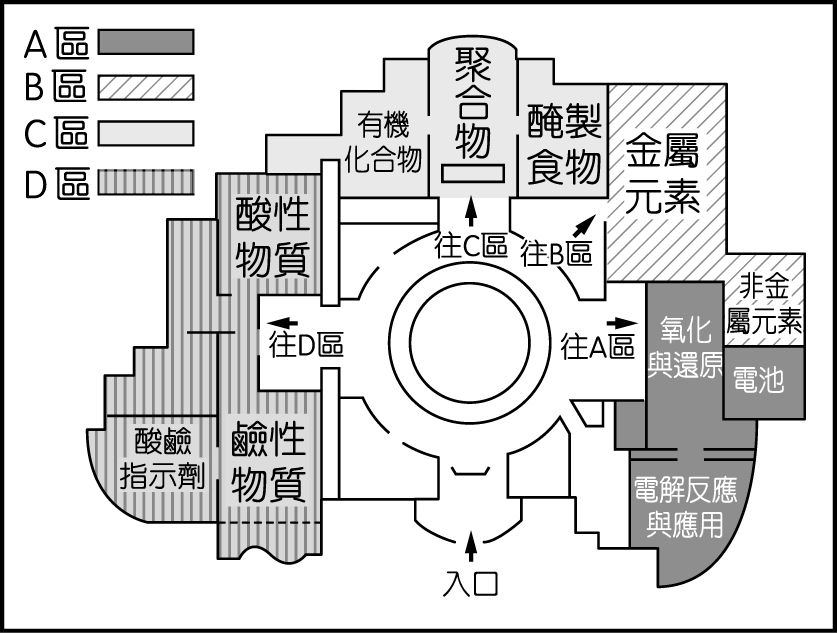 A區
B區
C區
D區
聚
合
物
有機
化合物
醃製
食物
金屬
元素
酸性
物質
往C區
往B區
非金
屬元素
往D區
往A區
氧化
與還原
電池
酸鹼
指示劑
鹼性
物質
電解反應
與應用
入口